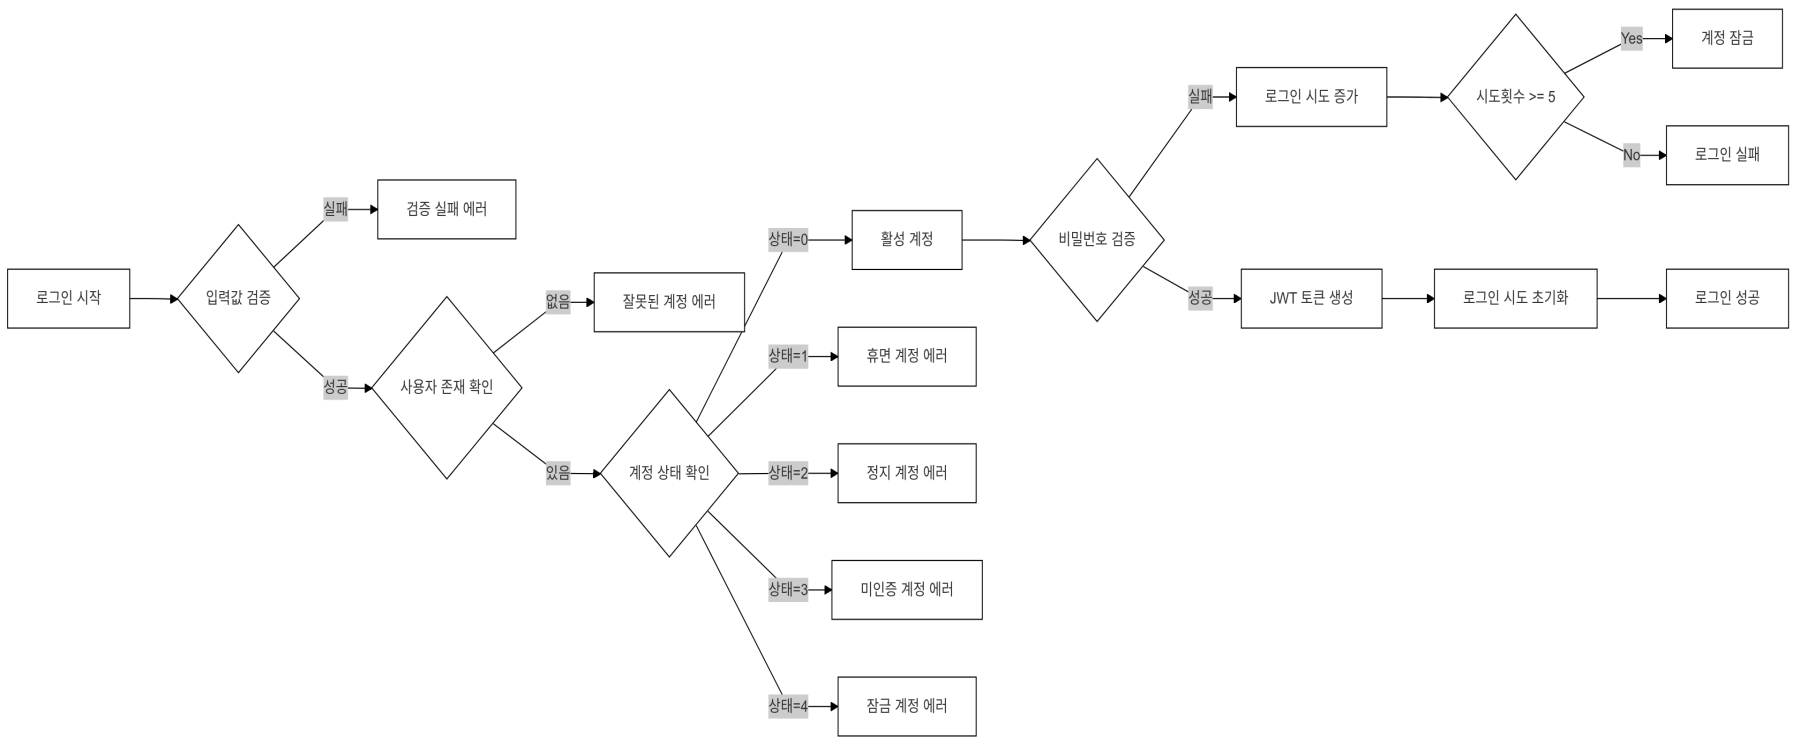 로그인 시작
입력값 검증
실패
검증 실패 에러
성공
사용자 존재 확인
없음
잘못된 계정 에러
있음
계정 상태 확인
상태=0
활성 계정
상태=1
휴면 계정 에러
상태=2
정지 계정 에러
상태=3
미인증 계정 에러
상태=4
잠금 계정 에러
비밀번호 검증
실패
로그인 시도 증가
시도횟수 >= 5
Yes
계정 잠금
No
로그인 실패
성공
JWT 토큰 생성
로그인 시도 초기화
로그인 성공